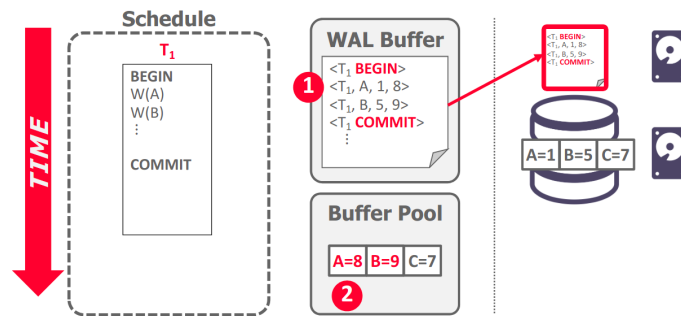 Schedule
TIME
T1
BEGIN
W(A)
W(B)
⋮
COMMIT
WAL Buffer
1
<T1 BEGIN>
<T1, A, 1, 8>
<T1, B, 5, 9>
<T1 COMMIT>
⋮
Buffer Pool
A=8 B=9 C=7
2
<T1 BEGIN>
<T1, A, 1, 8>
<T1, B, 5, 9>
<T1 COMMIT>
A=1 B=5 C=7